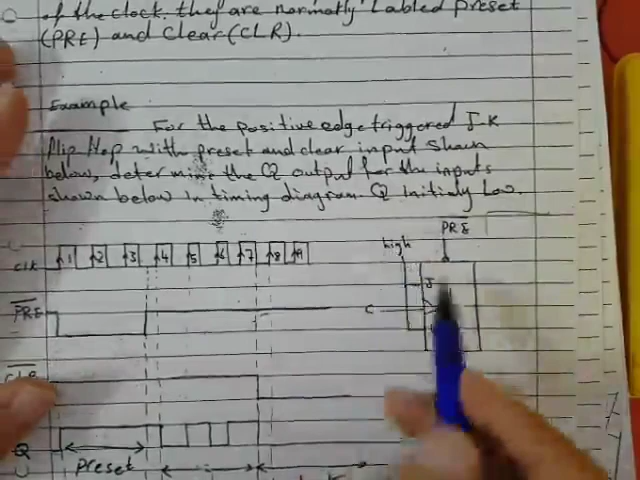 of the clock. they are normally Labled preset
(PRE) and Clear(CLR).
Example
For the positive edge triggered J-K
flip flop with preset and clear input shown
below, determine the Q output for the inputs
shown below in timing diagram Q Initialy Low.
PRE
high
CLK 1 2 3 4 5 6 7 8 9
J
PRE
C
CLR
Q
preset